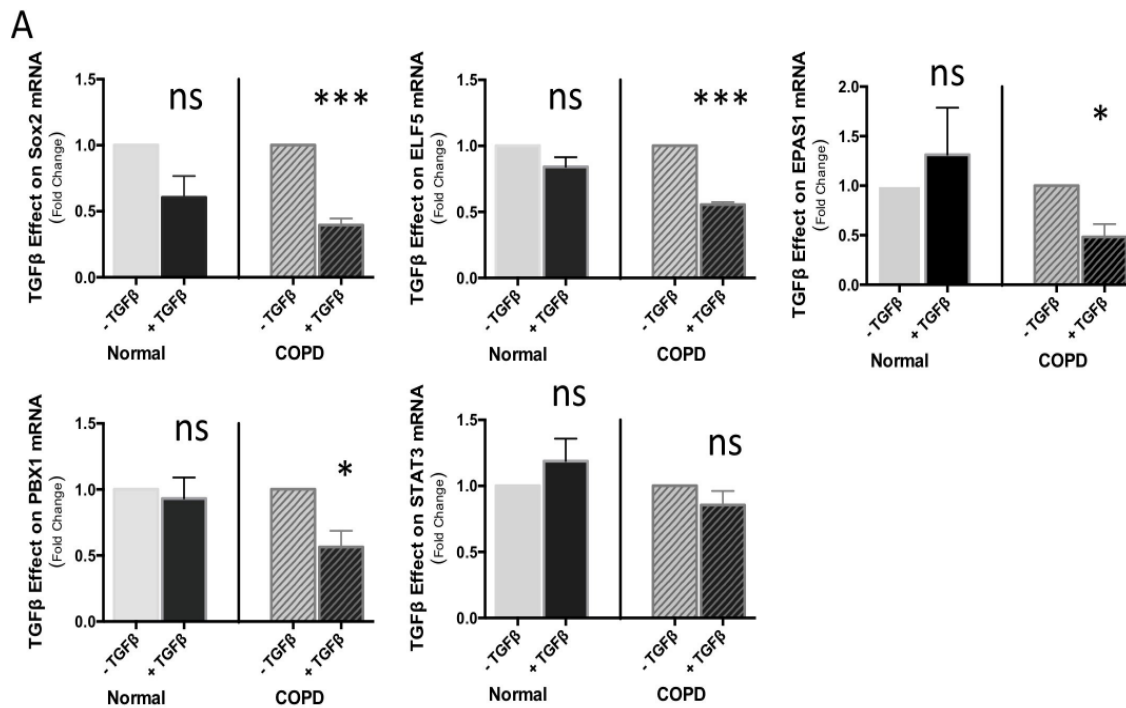 A
TGFβ Effect on Sox2 mRNA
(Fold Change)
1.5
1.0
0.5
0.0
ns
***
- TGFβ
+ TGFβ
- TGFβ
+ TGFβ
Normal
COPD
TGFβ Effect on ELF5 mRNA
(Fold Change)
1.5
1.0
0.5
0.0
ns
***
- TGFβ
+ TGFβ
- TGFβ
+ TGFβ
Normal
COPD
TGFβ Effect on EPAS1 mRNA
(Fold Change)
2.0
1.5
1.0
0.5
0.0
ns
*
- TGFβ
+ TGFβ
- TGFβ
+ TGFβ
Normal
COPD
TGFβ Effect on PBX1 mRNA
(Fold Change)
1.5
1.0
0.5
0.0
ns
*
- TGFβ
+ TGFβ
- TGFβ
+ TGFβ
Normal
COPD
TGFβ Effect on STAT3 mRNA
(Fold Change)
1.5
1.0
0.5
0.0
ns
ns
- TGFβ
+ TGFβ
- TGFβ
+ TGFβ
Normal
COPD